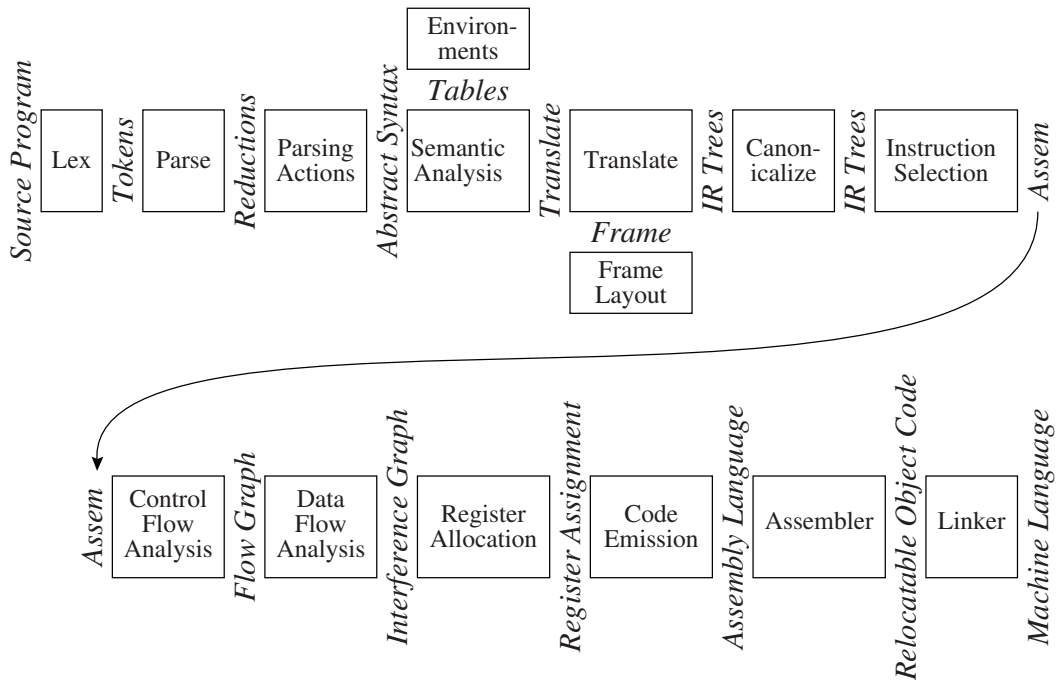 Environ-
ments
Tables
Source Program
Lex
Tokens
Parse
Reductions
Parsing
Actions
Abstract Syntax
Semantic
Analysis
Translate
Translate
IR Trees
Canon-
icalize
IR Trees
Instruction
Selection
Assem
Frame
Frame
Layout
Assem
Control
Flow
Analysis
Flow Graph
Data
Flow
Analysis
Interference Graph
Register
Allocation
Register Assignment
Code
Emission
Assembly Language
Assembler
Relocatable Object Code
Linker
Machine Language